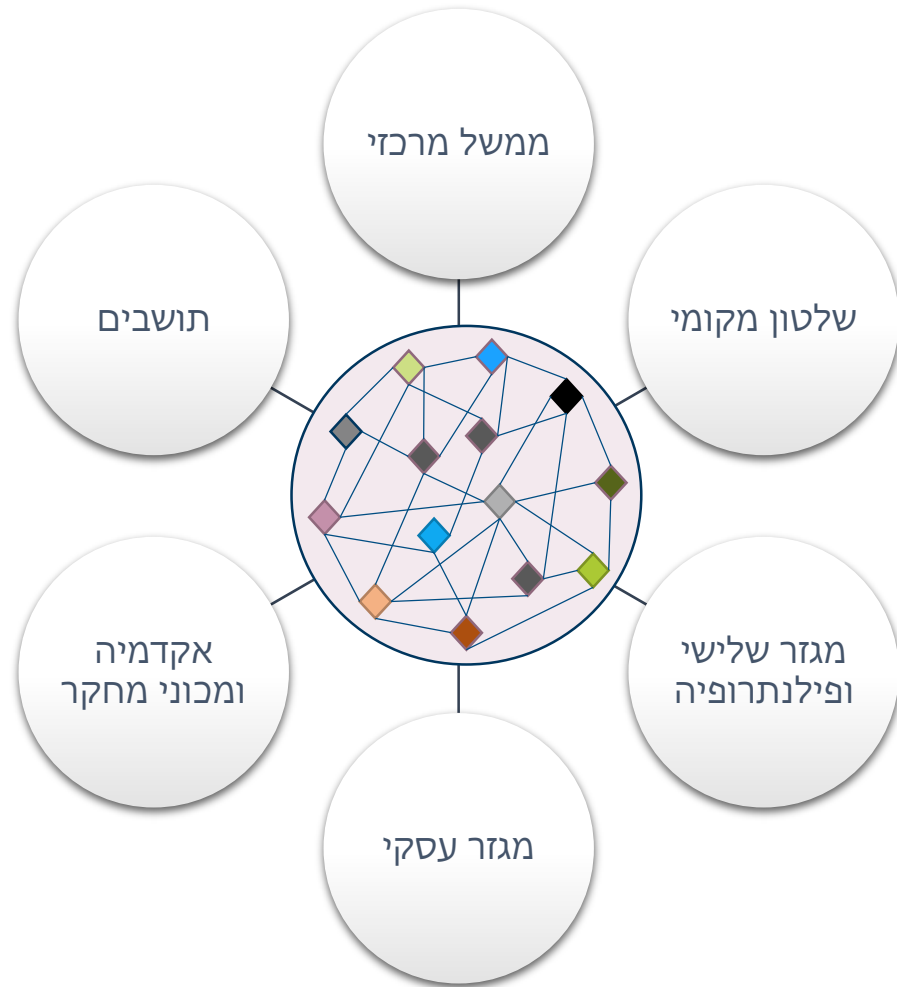 ממשל מרכזי
שלטון מקומי
תושבים
מגזר שלישי
ופילנתרופיה
אקדמיה
ומכוני מחקר
מגזר עסקי